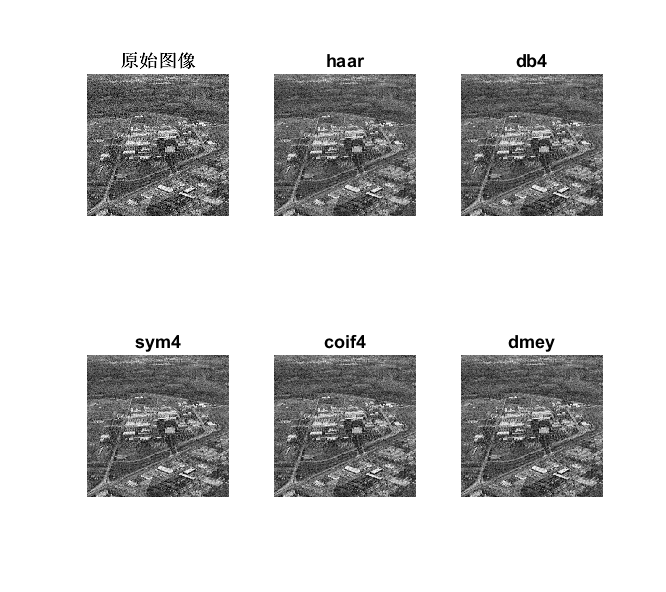 原始图像
haar
db4
sym4
coif4
dmey